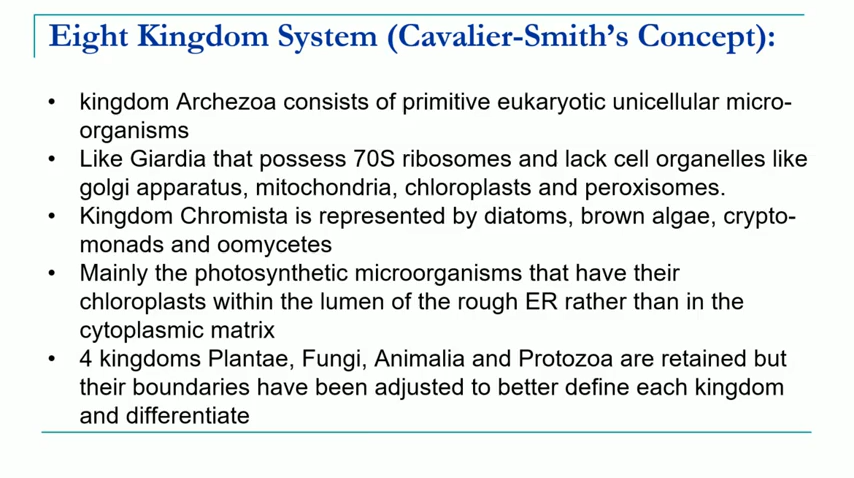 Eight Kingdom System (Cavalier-Smith's Concept):
• kingdom Archezoa consists of primitive eukaryotic unicellular micro-
organisms
• Like Giardia that possess 70S ribosomes and lack cell organelles like
golgi apparatus, mitochondria, chloroplasts and peroxisomes.
• Kingdom Chromista is represented by diatoms, brown algae, crypto-
monads and oomycetes
• Mainly the photosynthetic microorganisms that have their
chloroplasts within the lumen of the rough ER rather than in the
cytoplasmic matrix
• 4 kingdoms Plantae, Fungi, Animalia and Protozoa are retained but
their boundaries have been adjusted to better define each kingdom
and differentiate